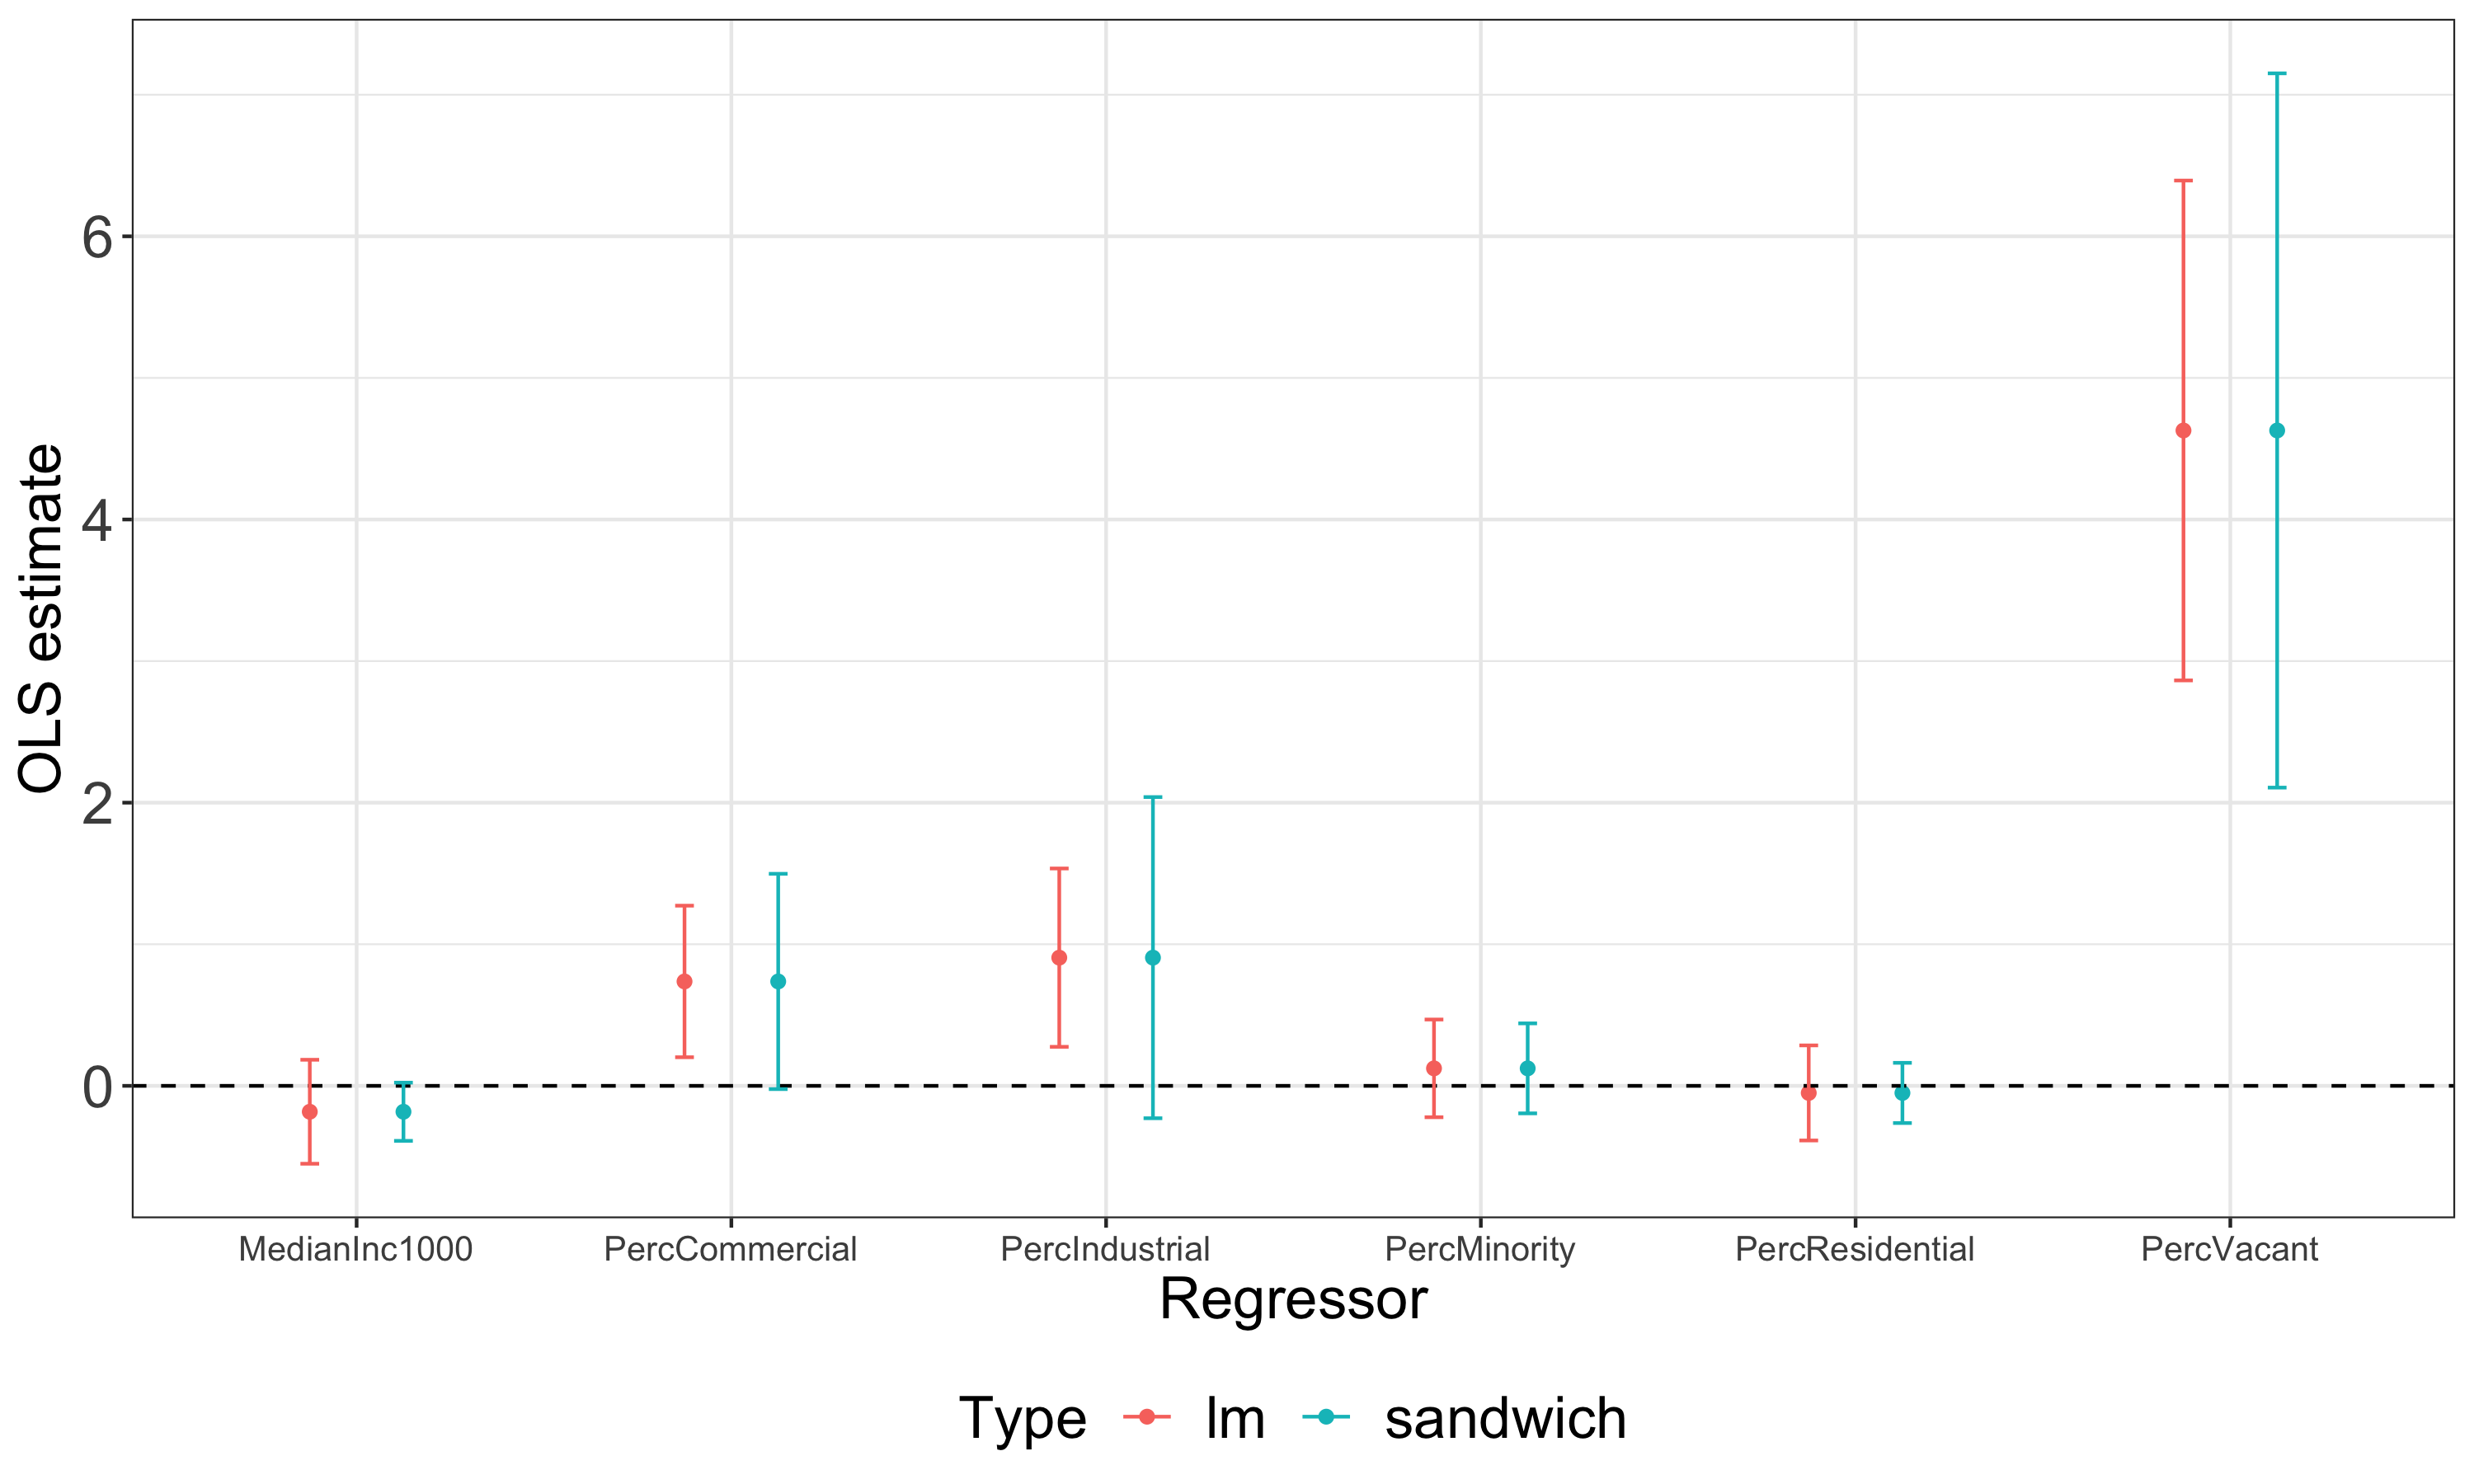 OLS estimate
6
4
2
0
MedianInc1000 PercCommercial PercIndustrial PercMinority PercResidential PercVacant
Regressor
Type lm sandwich